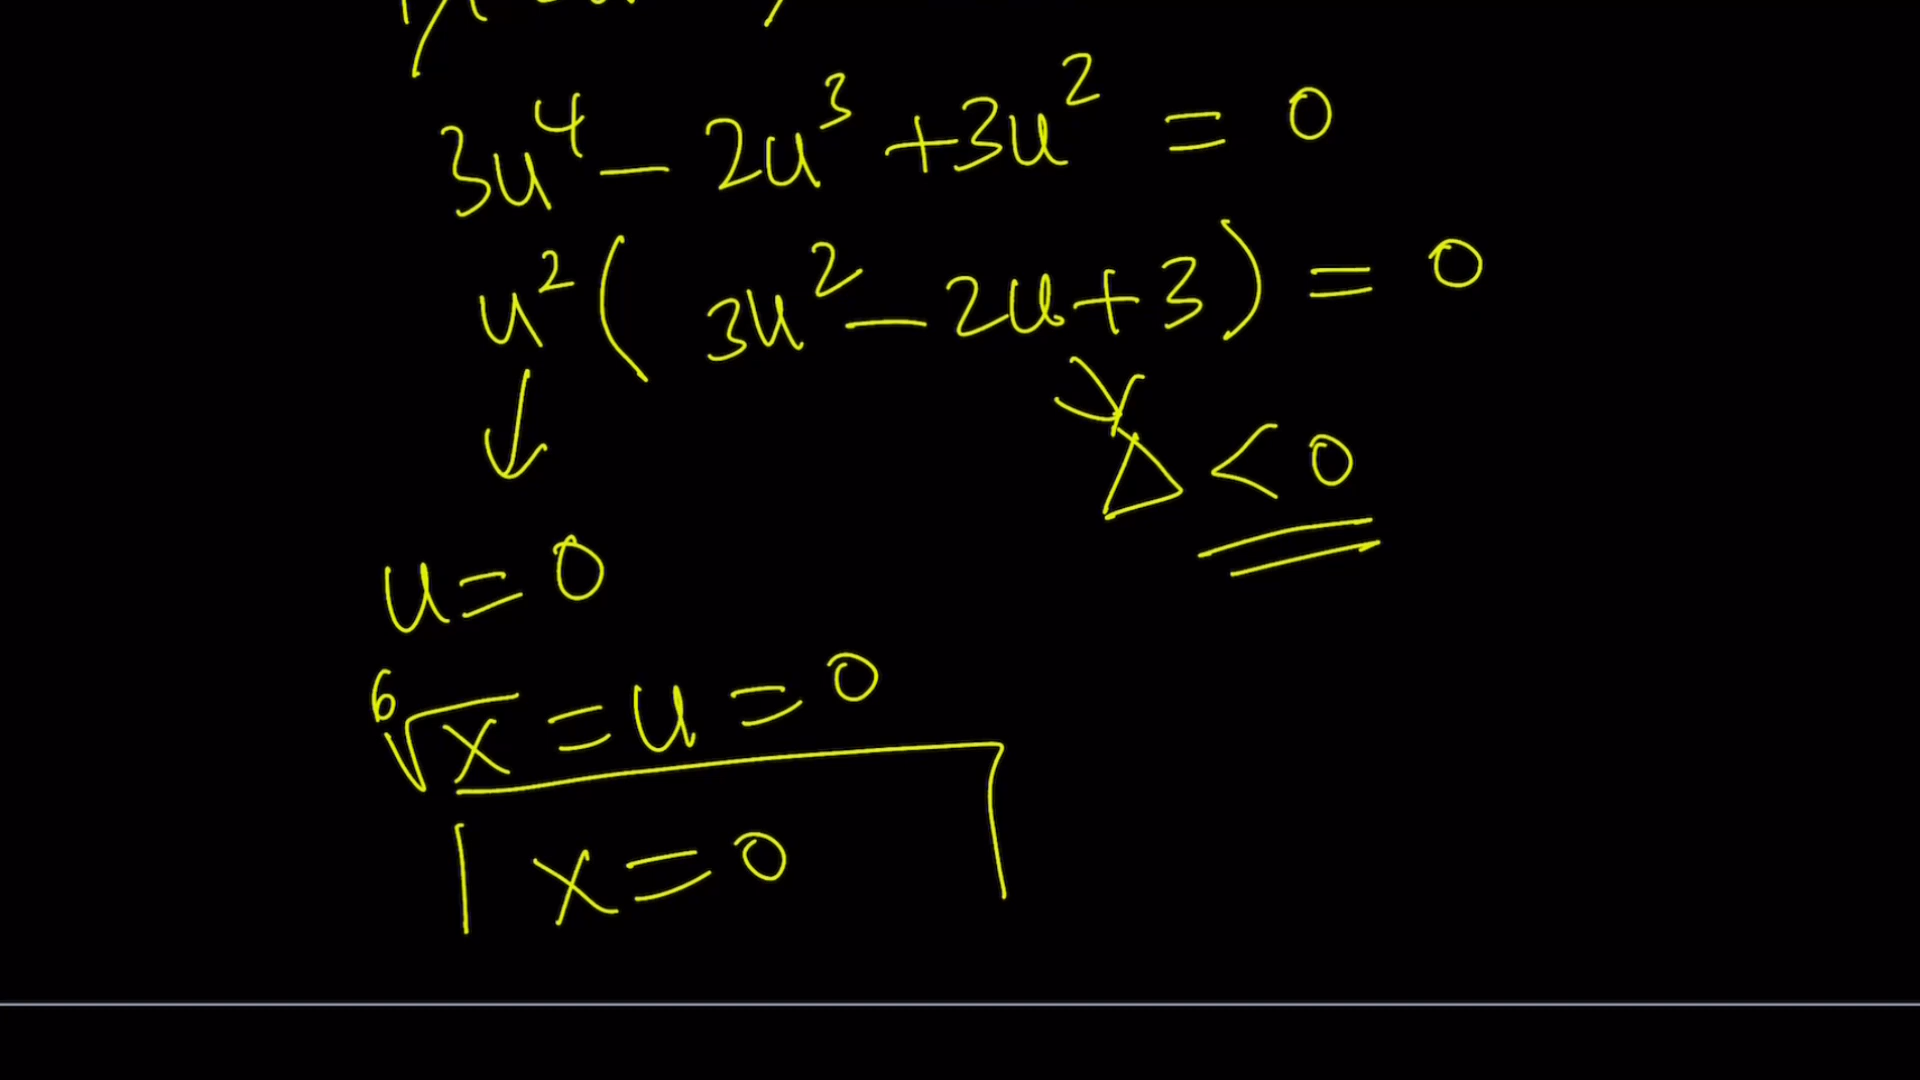 3u⁴ - 2u³ + 3u² = 0
u² ( 3u² - 2u + 3 ) = 0
Δ < 0
u = 0
⁶√x = u = 0
x = 0